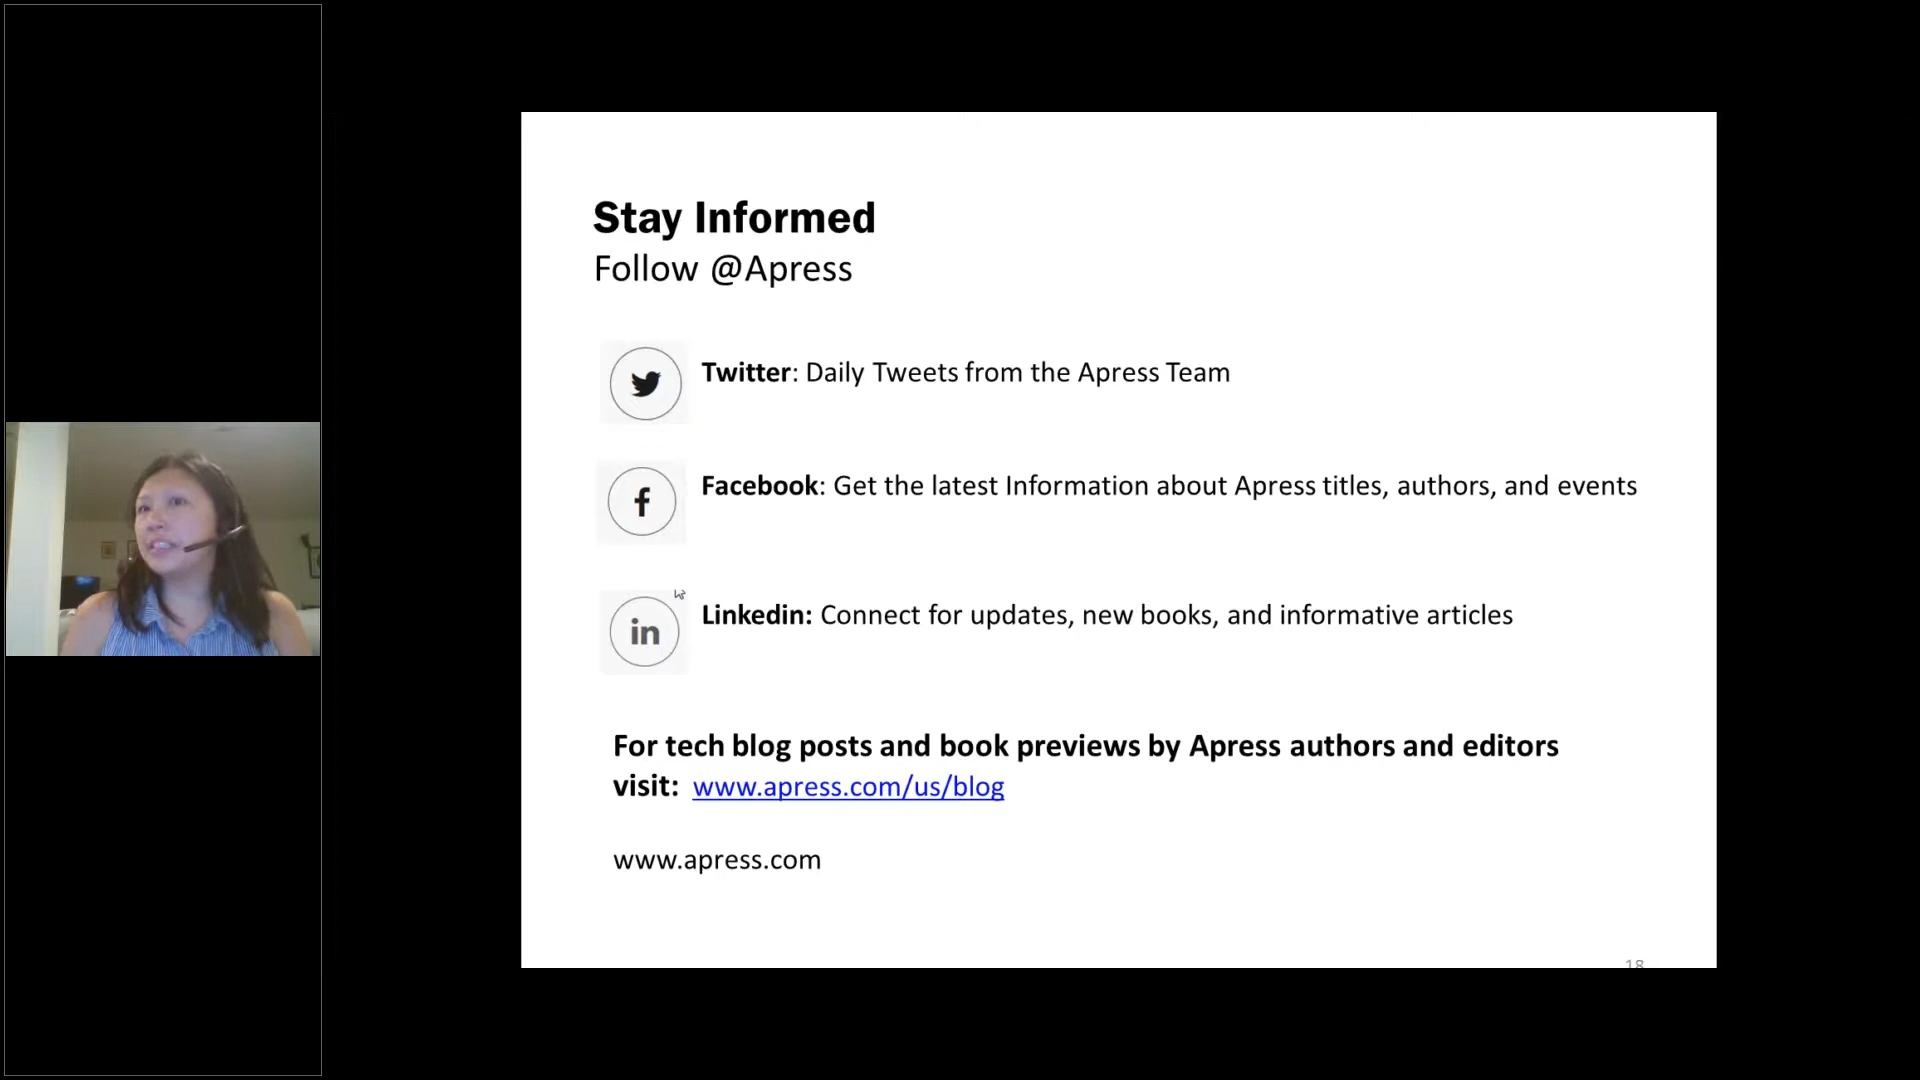 Stay Informed
Follow @Apress
Twitter: Daily Tweets from the Apress Team
f
Facebook: Get the latest Information about Apress titles, authors, and events
in
Linkedin: Connect for updates, new books, and informative articles
For tech blog posts and book previews by Apress authors and editors
visit: www.apress.com/us/blog
www.apress.com
18